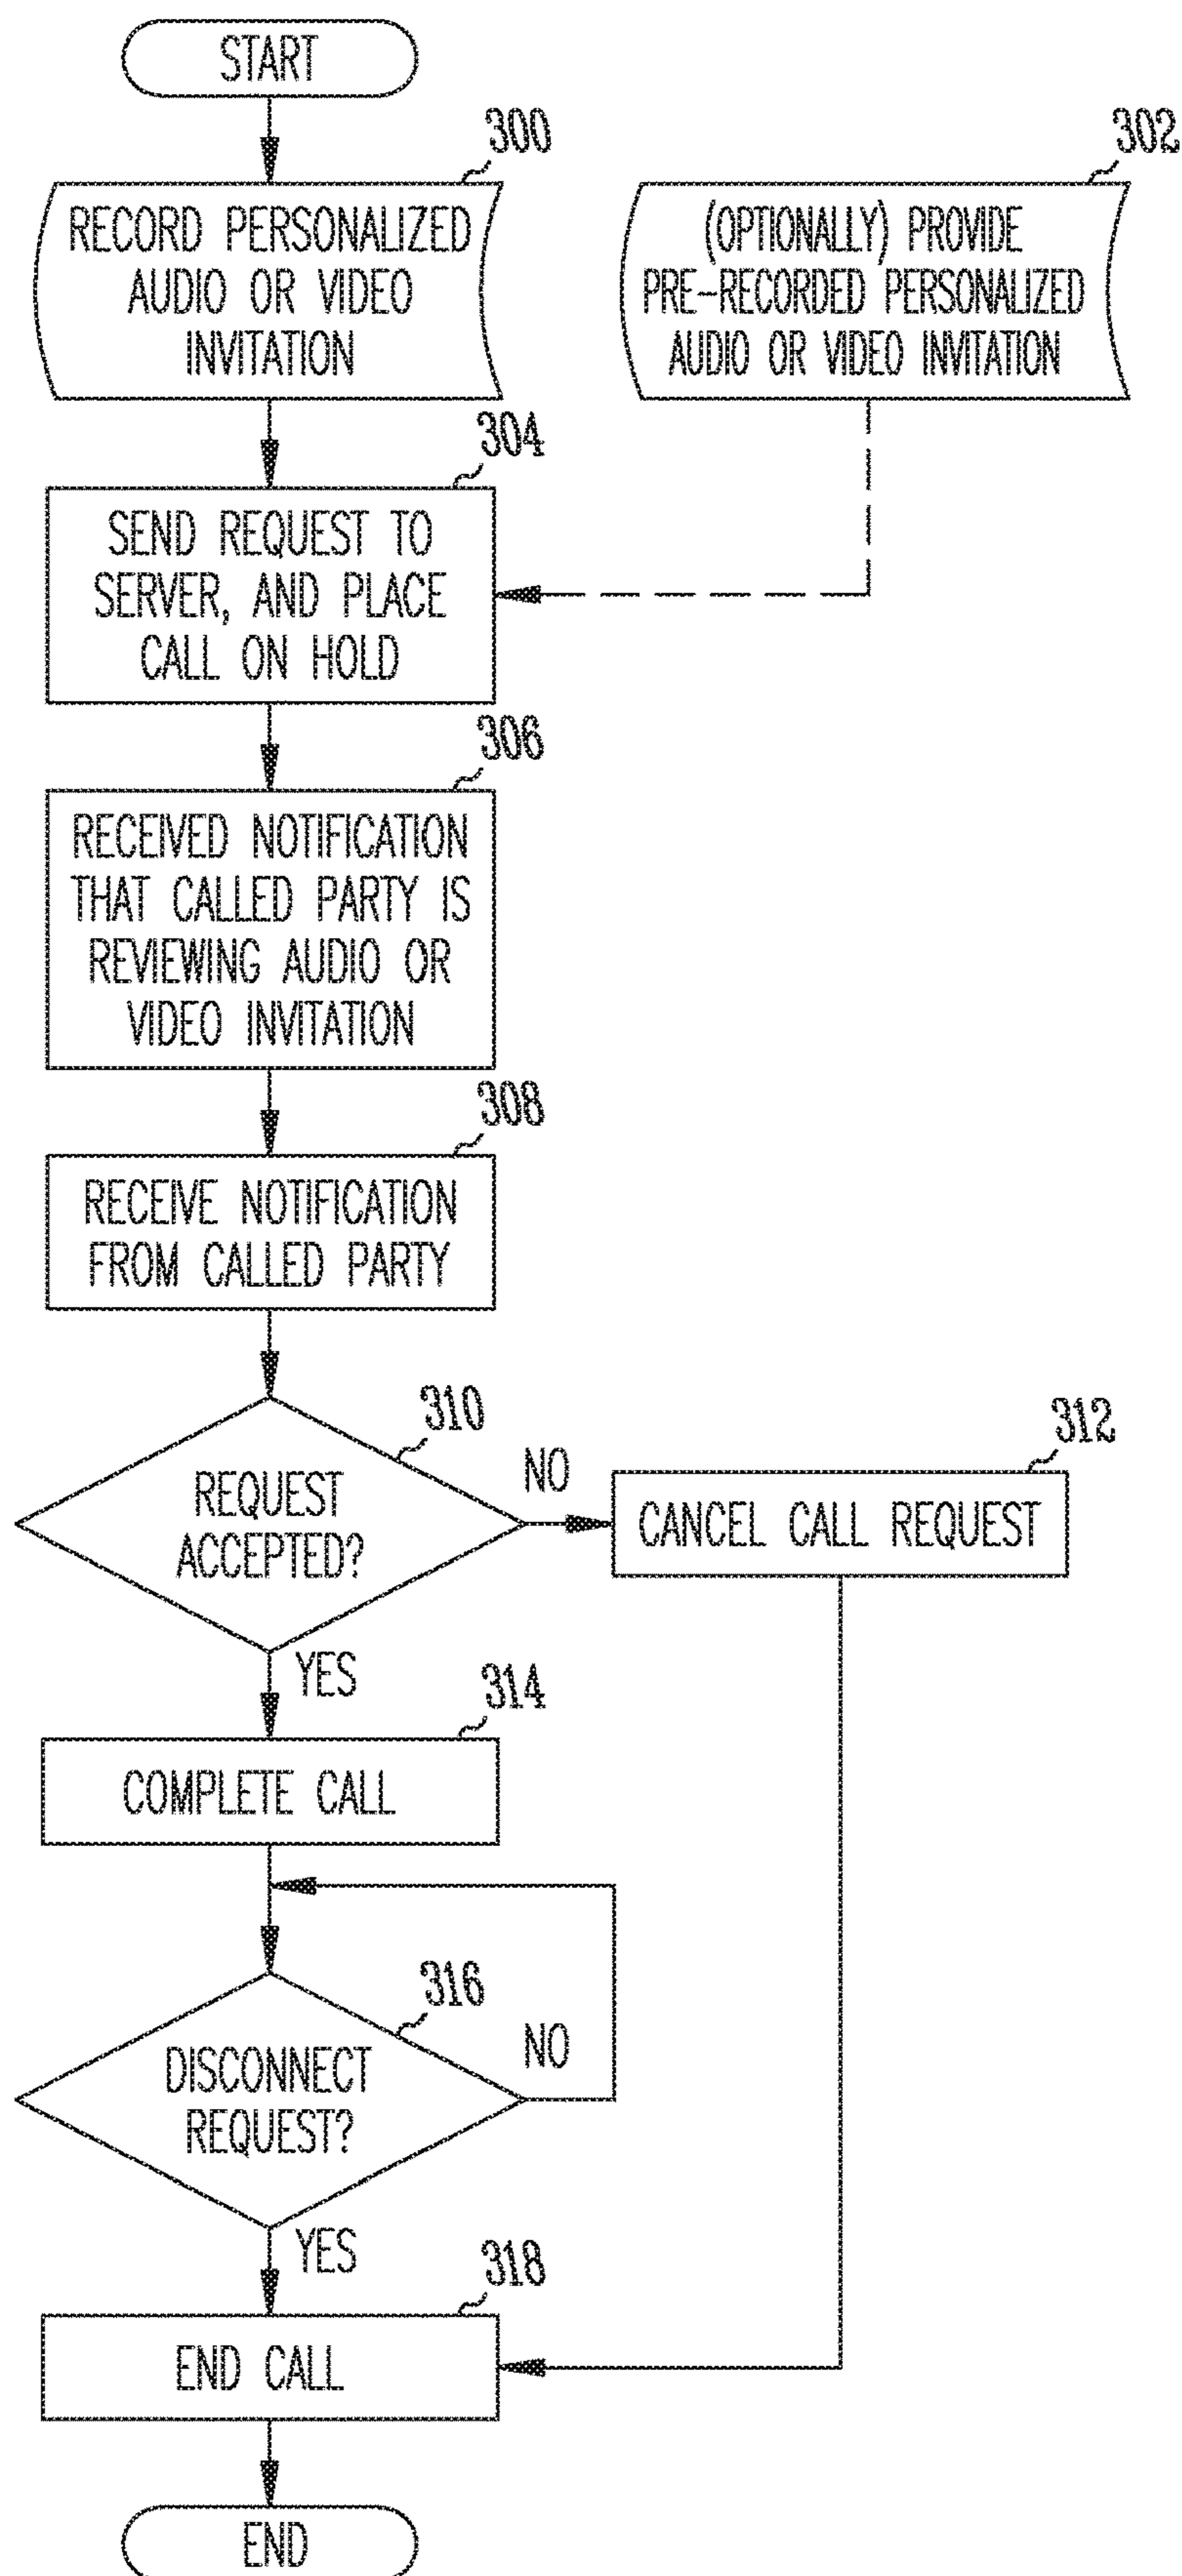 START
300
RECORD PERSONALIZED
AUDIO OR VIDEO
INVITATION
302
(OPTIONALLY) PROVIDE
PRE-RECORDED PERSONALIZED
AUDIO OR VIDEO INVITATION
304
SEND REQUEST TO
SERVER, AND PLACE
CALL ON HOLD
306
RECEIVED NOTIFICATION
THAT CALLED PARTY IS
REVIEWING AUDIO OR
VIDEO INVITATION
308
RECEIVE NOTIFICATION
FROM CALLED PARTY
310
REQUEST
ACCEPTED?
NO
312
CANCEL CALL REQUEST
YES
314
COMPLETE CALL
316
DISCONNECT
REQUEST?
NO
YES
318
END CALL
END